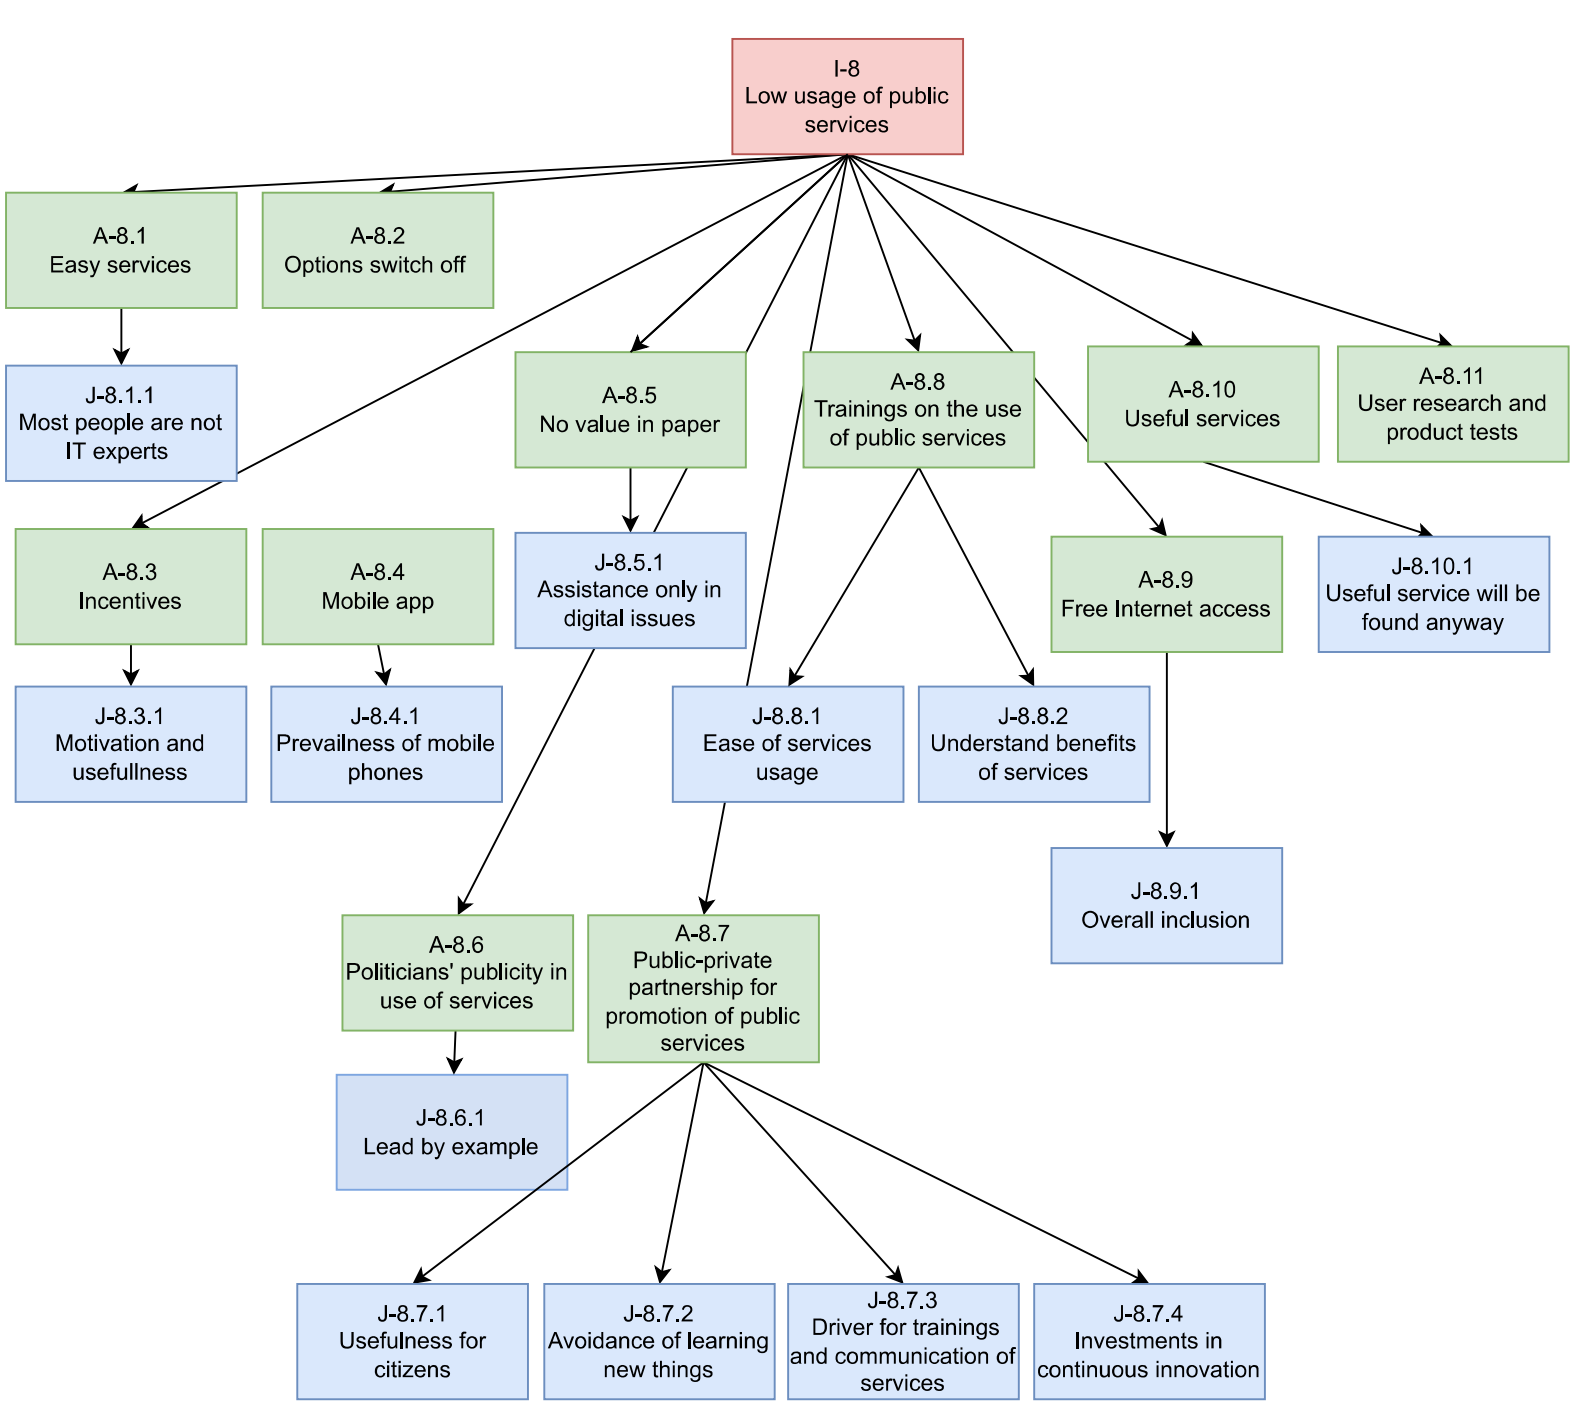 I-8
Low usage of public
services
A-8.1
Easy services
A-8.2
Options switch off
J-8.1.1
Most people are not
IT experts
A-8.5
No value in paper
A-8.8
Trainings on the use
of public services
A-8.10
Useful services
A-8.11
User research and
product tests
A-8.3
Incentives
A-8.4
Mobile app
J-8.5.1
Assistance only in
digital issues
A-8.9
Free Internet access
J-8.10.1
Useful service will be
found anyway
J-8.3.1
Motivation and
usefullness
J-8.4.1
Prevailness of mobile
phones
J-8.8.1
Ease of services
usage
J-8.8.2
Understand benefits
of services
J-8.9.1
Overall inclusion
A-8.6
Politicians' publicity in
use of services
A-8.7
Public-private
partnership for
promotion of public
services
J-8.6.1
Lead by example
J-8.7.1
Usefulness for
citizens
J-8.7.2
Avoidance of learning
new things
J-8.7.3
Driver for trainings
and communication of
services
J-8.7.4
Investments in
continuous innovation